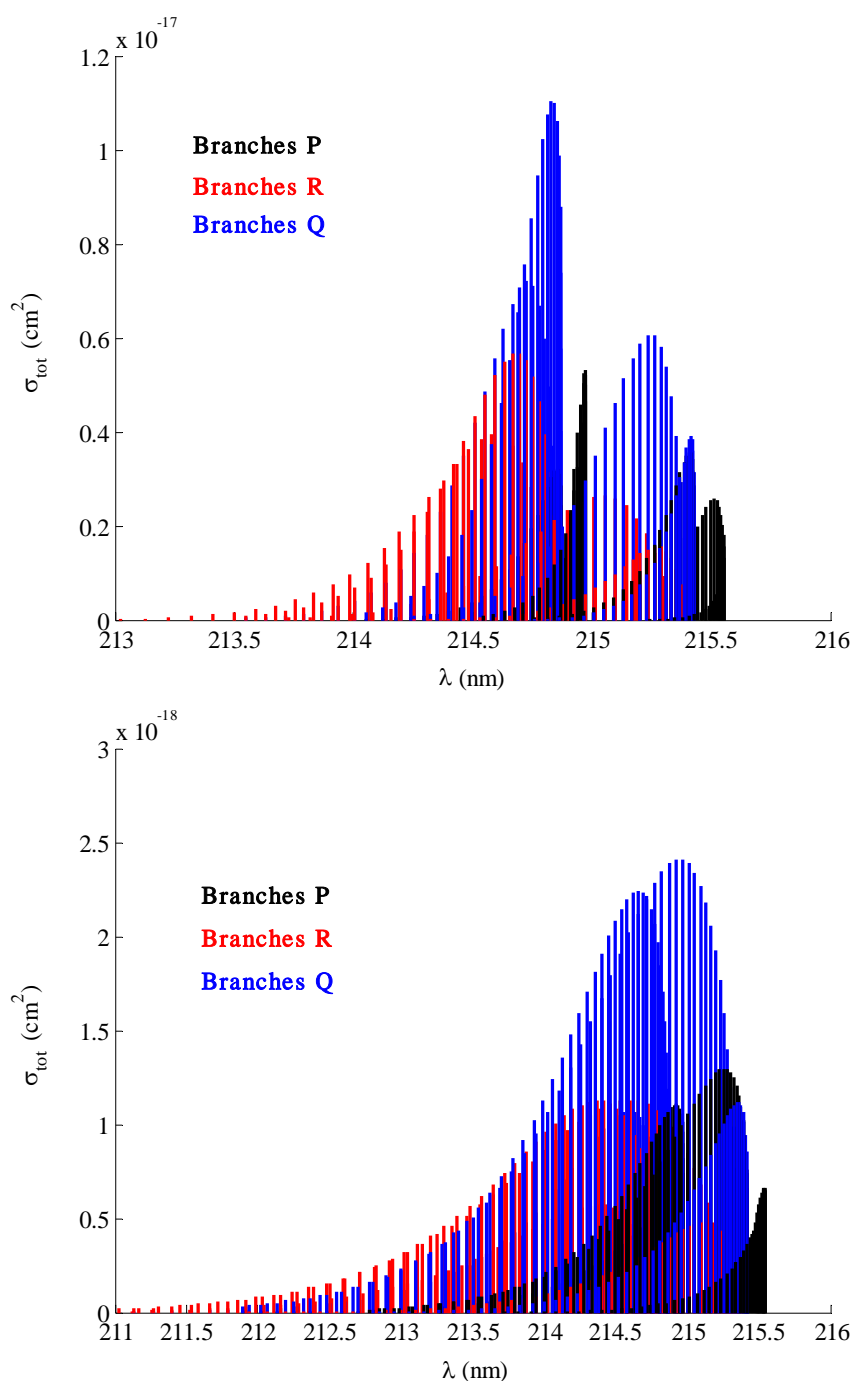 x 10-17
1.2
1
0.8
0.6
0.4
0.2
0
σtot (cm2)
Branches P
Branches R
Branches Q
213 213.5 214 214.5 215 215.5 216
λ (nm)
x 10-18
3
2.5
2
1.5
1
0.5
0
σtot (cm2)
Branches P
Branches R
Branches Q
211 211.5 212 212.5 213 213.5 214 214.5 215 215.5 216
λ (nm)